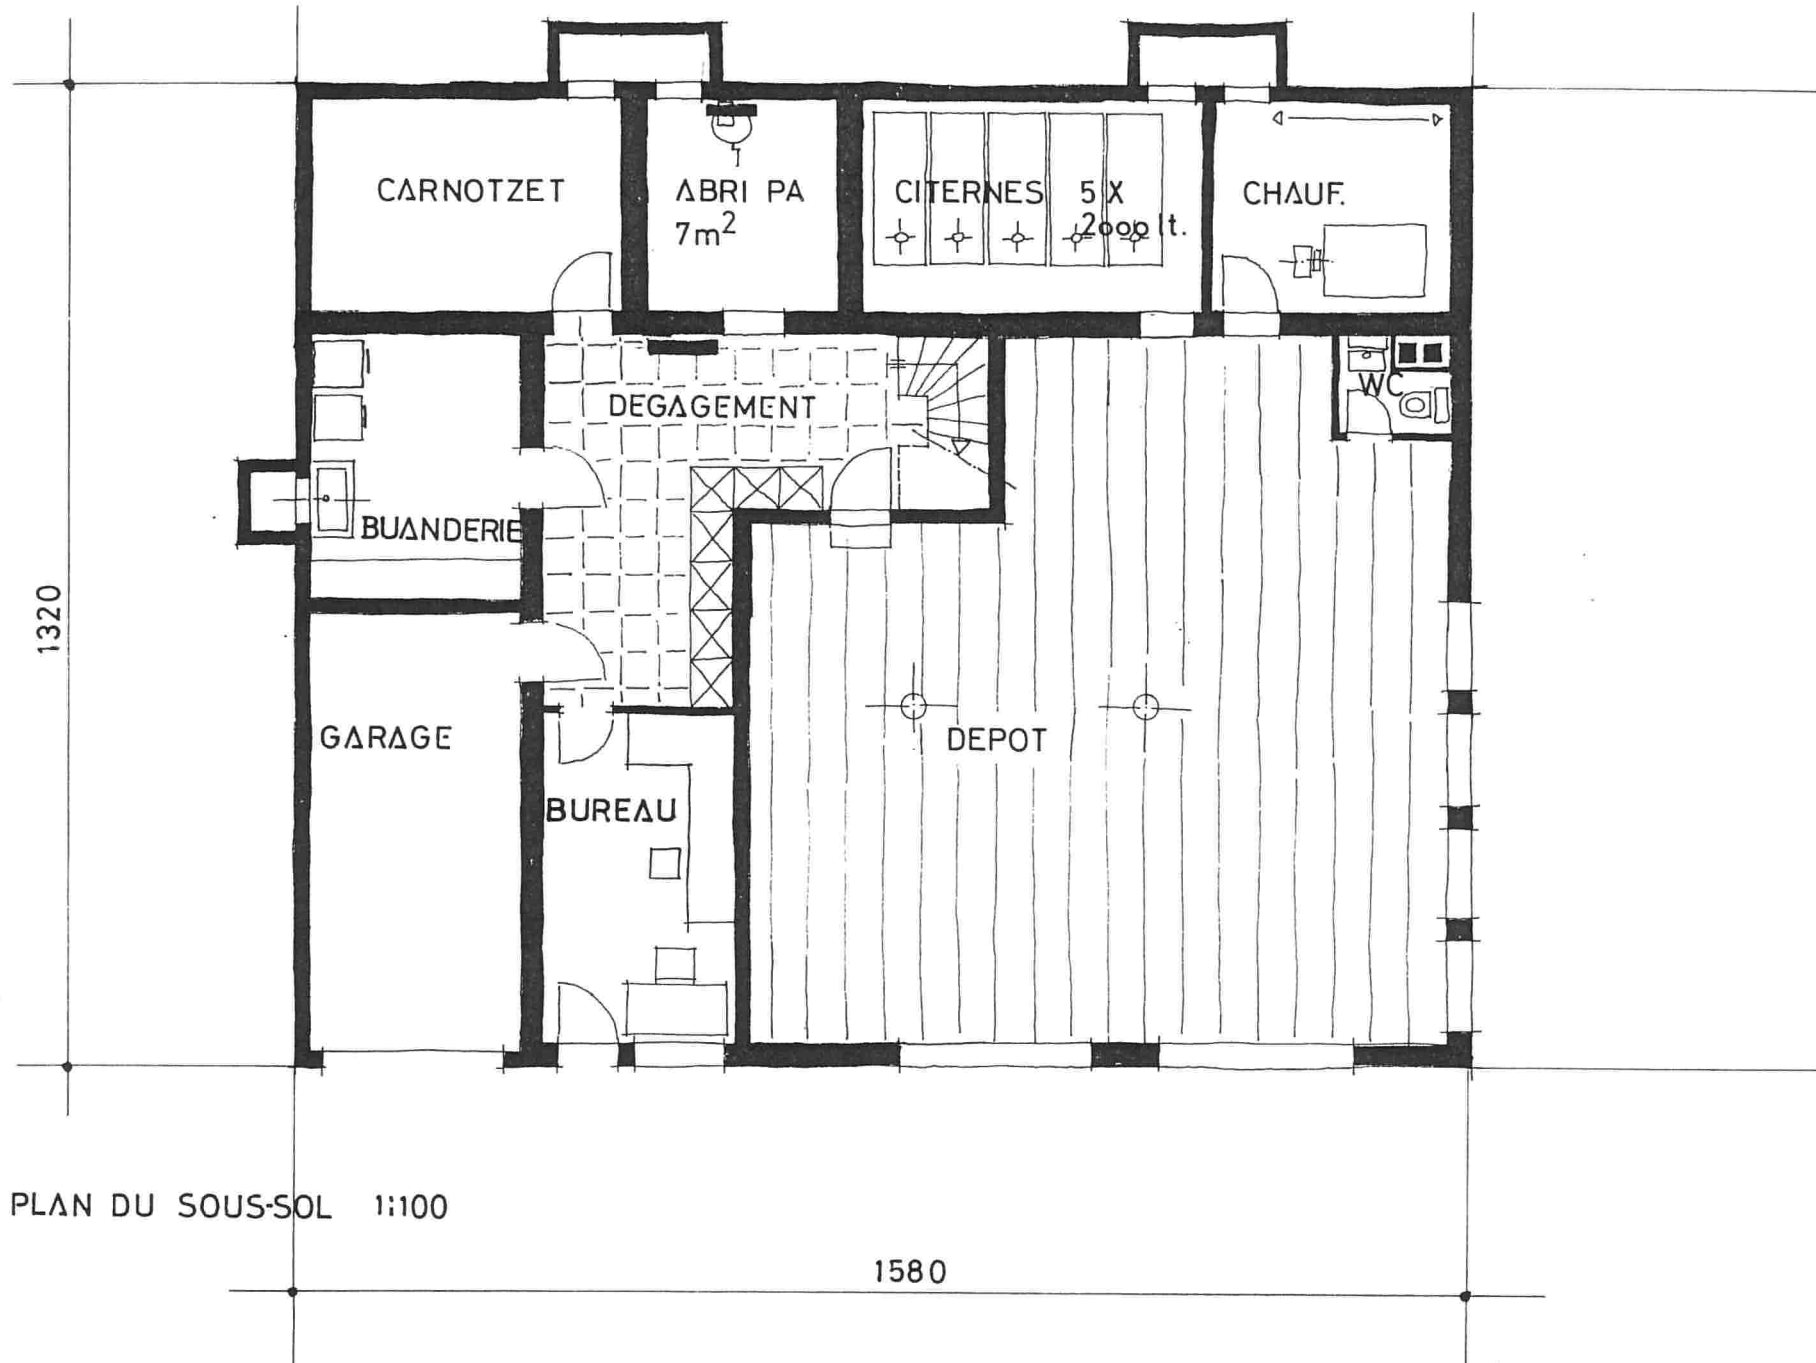 CARNOTZET
ABRI PA
7m²
CITERNES 5 X
2000 lt.
CHAUF.
WC
DEGAGEMENT
BUANDERIE
1320
GARAGE
DEPOT
BUREAU
PLAN DU SOUS-SOL 1:100
1580